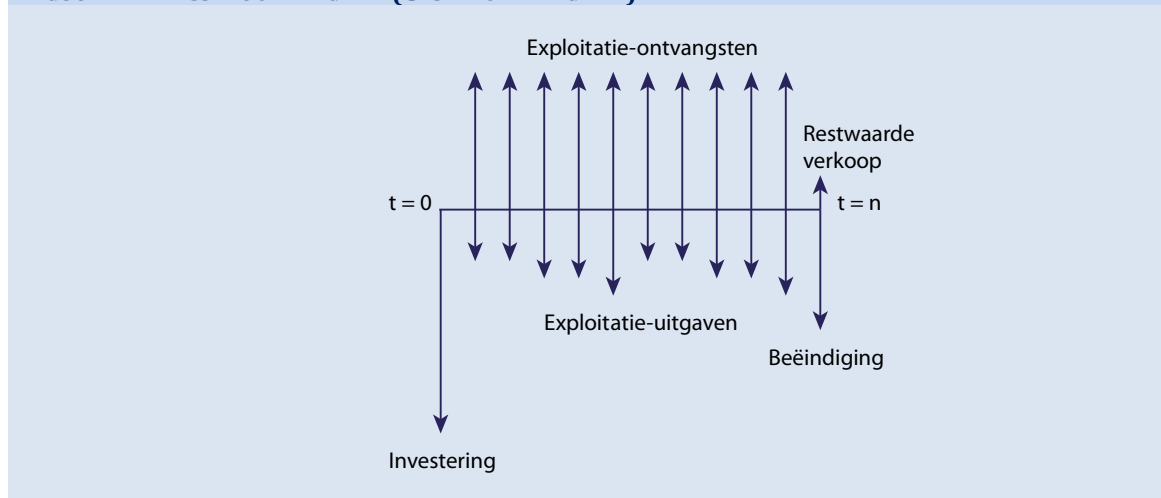 Exploitatie-ontvangsten
Restwaarde
verkoop
t = 0
t = n
Exploitatie-uitgaven
Beëindiging
Investering